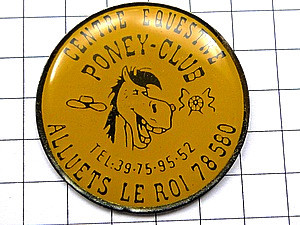 CENTRE EQUESTRE
PONEY-CLUB
TEL:39-75-95-52
ALLUETS LE ROI 78580